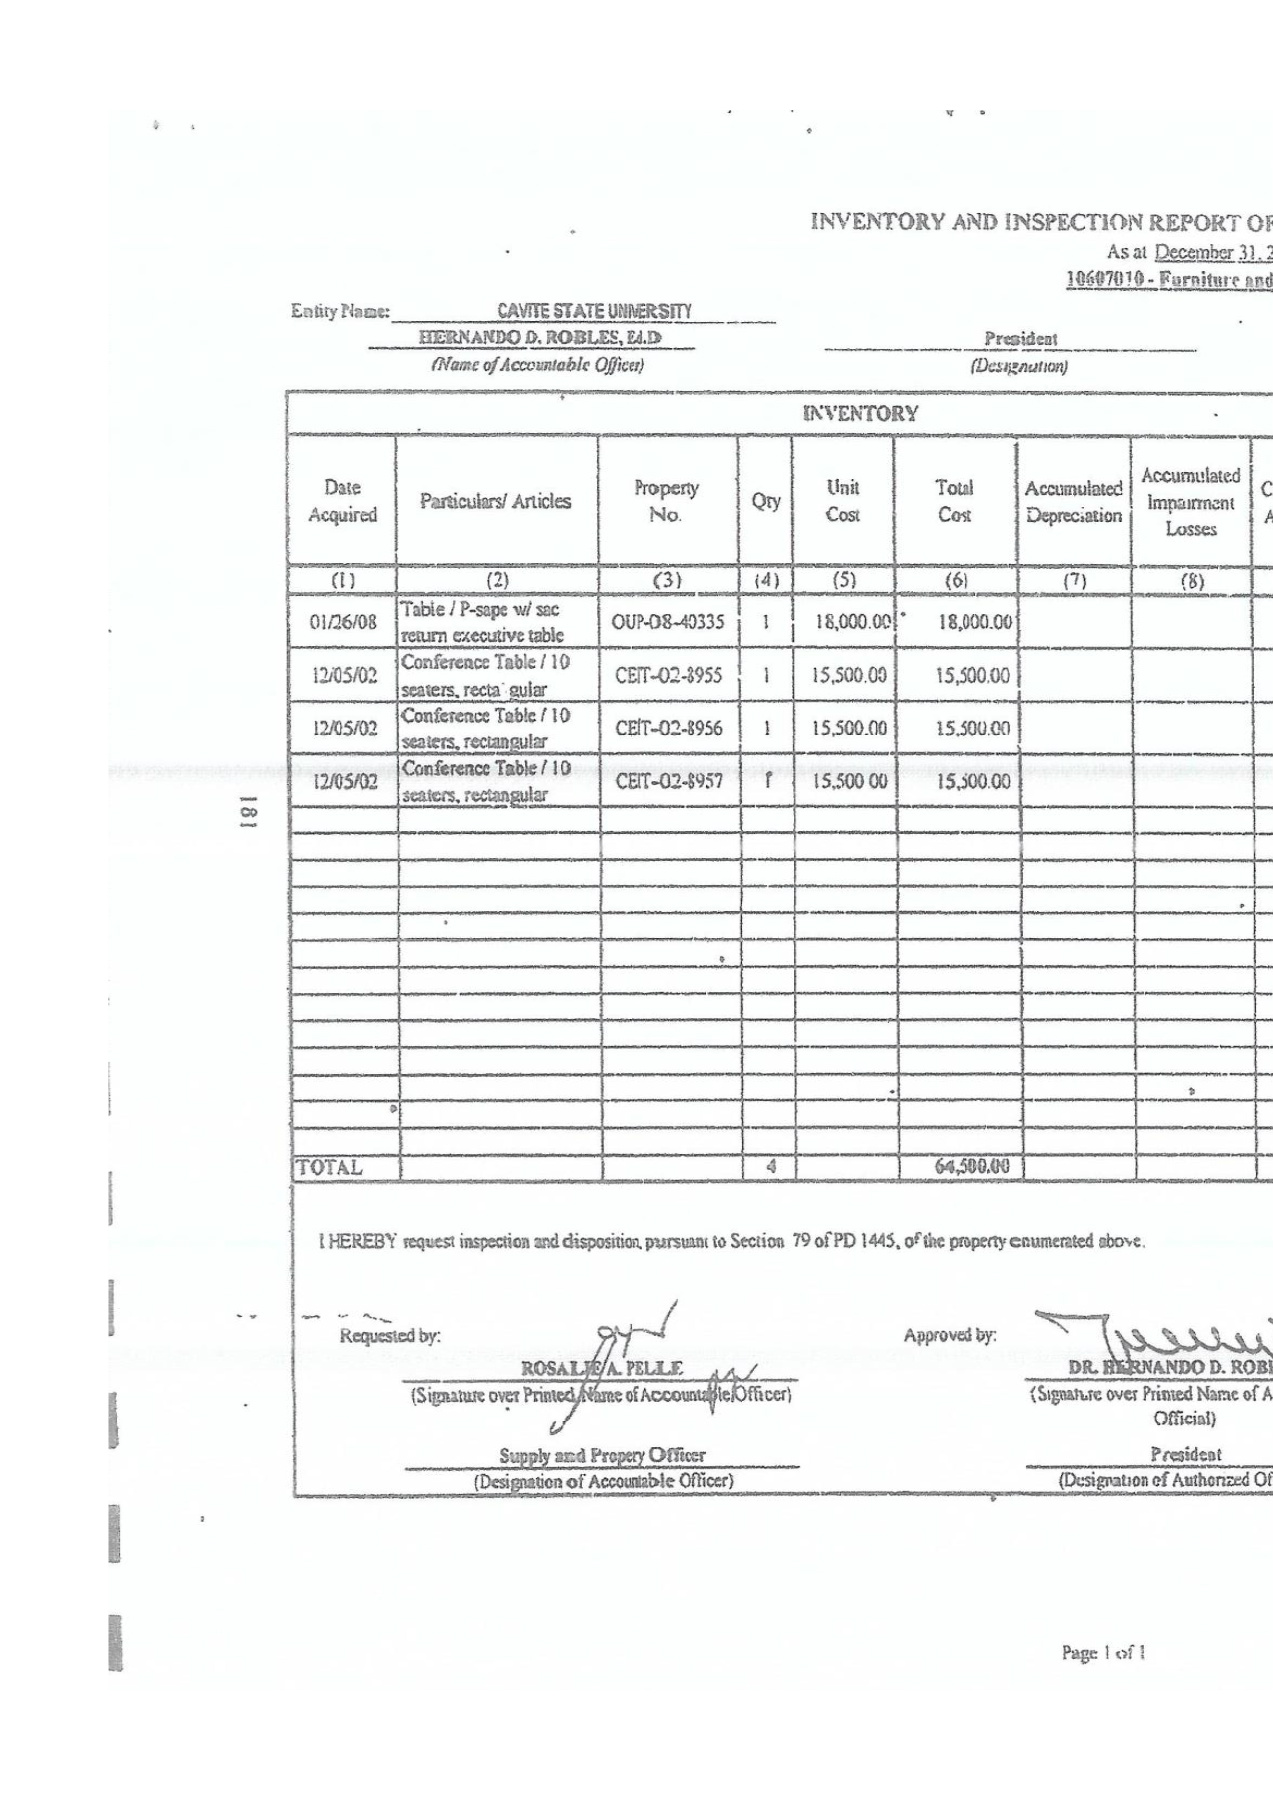 INVENTORY AND INSPECTION REPORT OF
As at December 31, 2
10607010 - Furniture and
Entity Name: CAVITE STATE UNIVERSITY
HERNANDO D. ROBLES, Ed.D President
(Name of Accountable Officer) (Designation)
INVENTORY
Date Acquired Particulars/ Articles Property No. Qty Unit Cost Total Cost Accumulated Depreciation Accumulated Impairment Losses C A
(1) (2) (3) (4) (5) (6) (7) (8)
01/26/08 Table / P-sape w/ sac return executive table OUP-08-40335 1 18,000.00 18,000.00
12/05/02 Conference Table / 10 seaters, recta gular CEIT-02-8955 1 15,500.00 15,500.00
12/05/02 Conference Table / 10 seaters, rectangular CEIT-02-8956 1 15,500.00 15,500.00
12/05/02 Conference Table / 10 seaters, rectangular CEIT-02-8957 1 15,500 00 15,500.00
181
TOTAL 4 64,500.00
I HEREBY request inspection and disposition, pursuant to Section 79 of PD 1445, of the property enumerated above.
Requested by: Approved by:
ROSALIE A. PELLE DR. HERNANDO D. ROBL
(Signature over Printed Name of Accountable Officer) (Signature over Printed Name of A
Official)
Supply and Propery Officer President
(Designation of Accountable Officer) (Designation of Authorized Of
Page 1 of 1